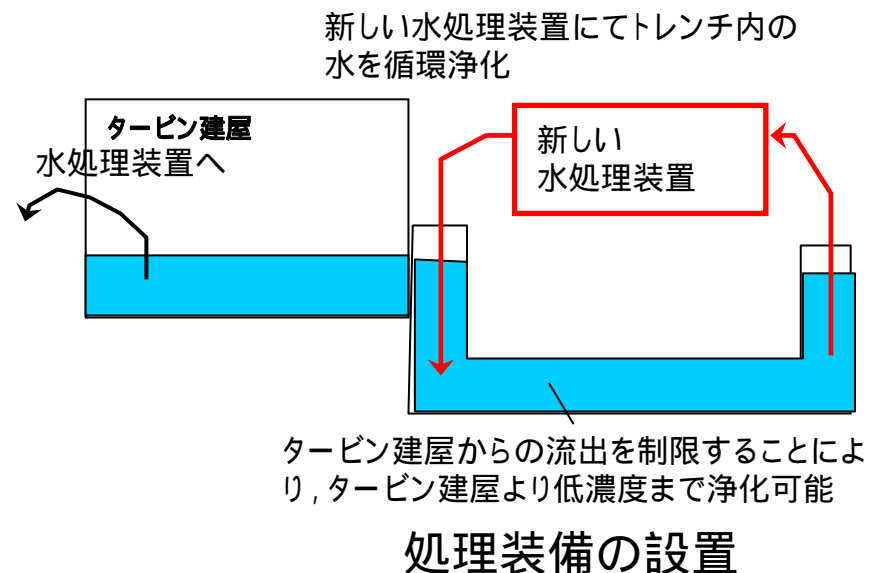 新しい水処理装置にてトレンチ内の
水を循環浄化
タービン建屋
水処理装置へ
新しい
水処理装置
タービン建屋からの流出を制限することによ
り,タービン建屋より低濃度まで浄化可能
処理装備の設置